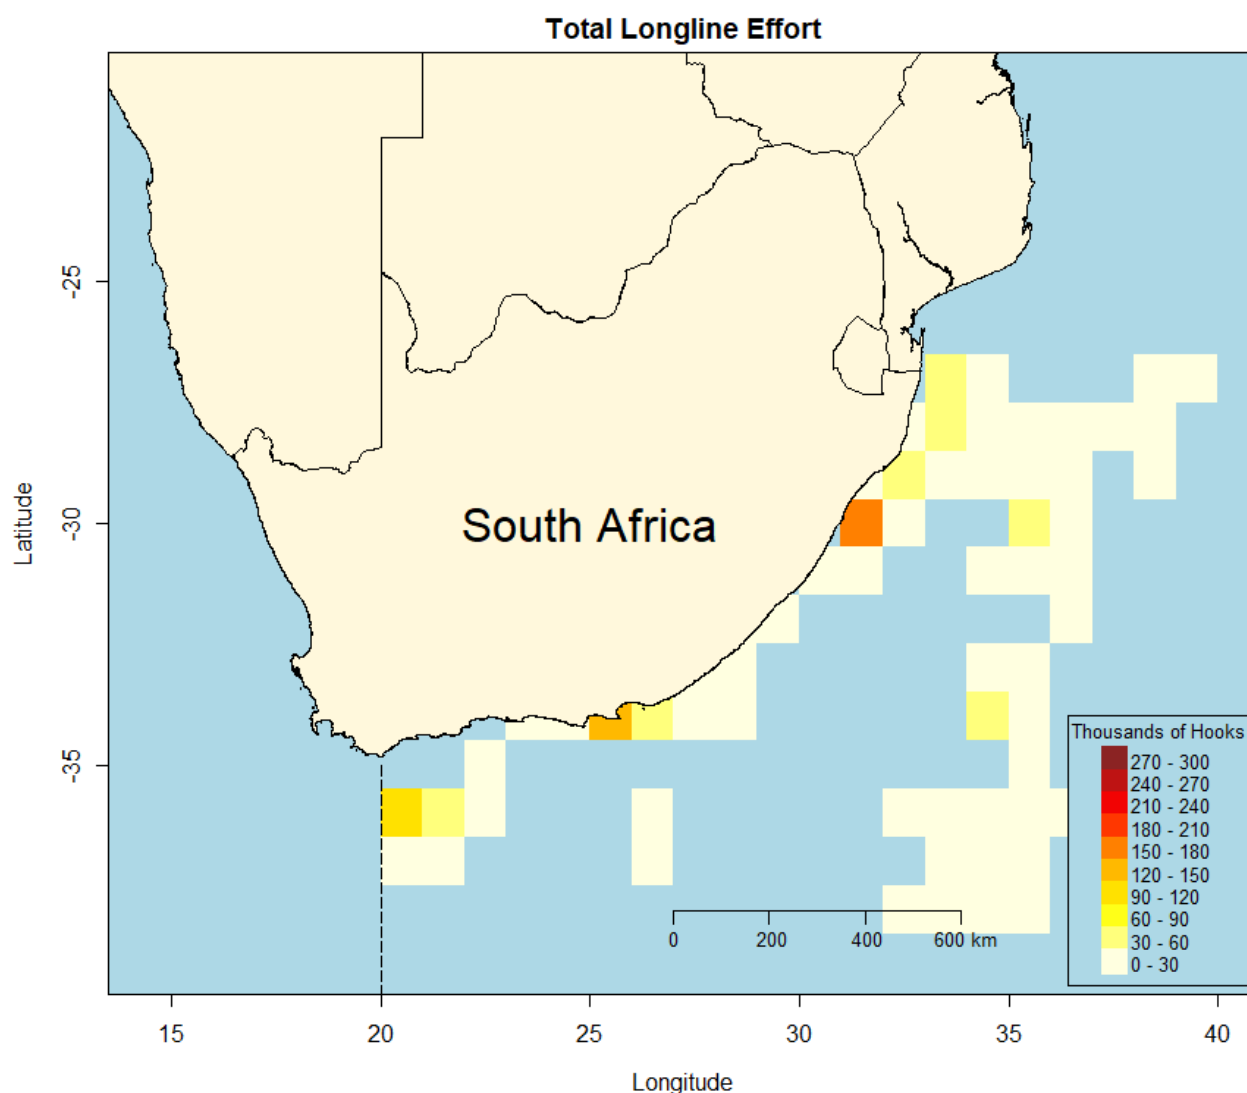 Total Longline Effort
Latitude
-25
-30
-35
South Africa
Thousands of Hooks
270 - 300
240 - 270
210 - 240
180 - 210
150 - 180
120 - 150
90 - 120
60 - 90
30 - 60
0 - 30
0 200 400 600 km
15 20 25 30 35 40
Longitude